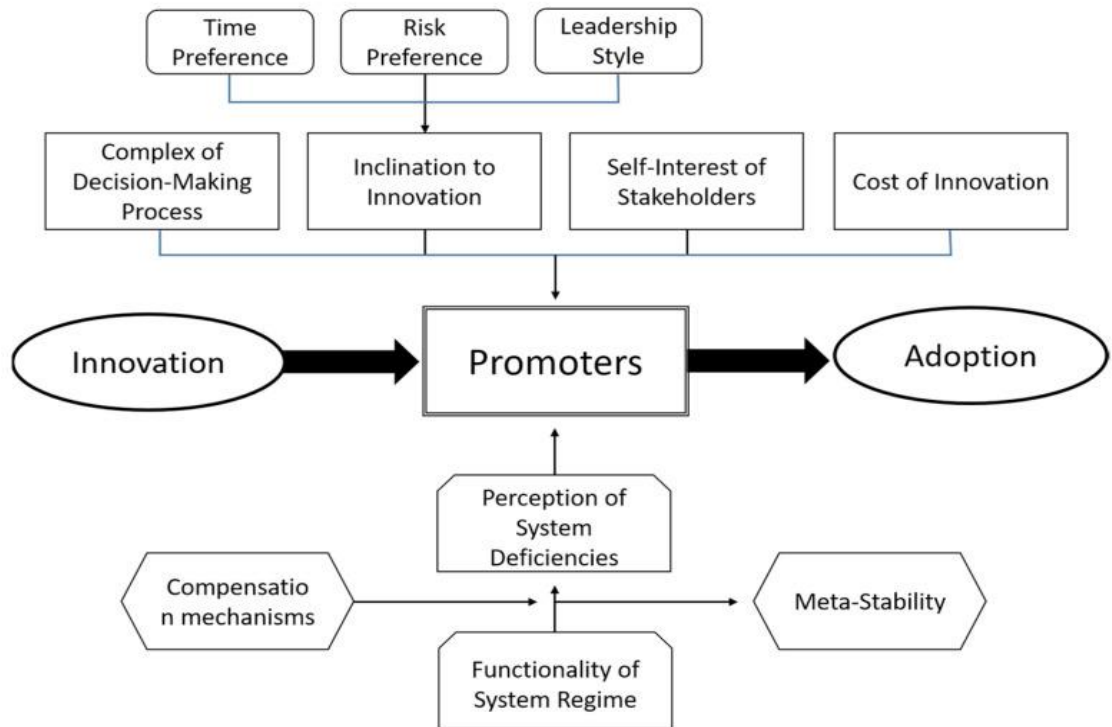 Time
Preference
Risk
Preference
Leadership
Style
Complex of
Decision-Making
Process
Inclination to
Innovation
Self-Interest of
Stakeholders
Cost of Innovation
Innovation
Promoters
Adoption
Perception of
System
Deficiencies
Compensatio
n mechanisms
Meta-Stability
Functionality of
System Regime